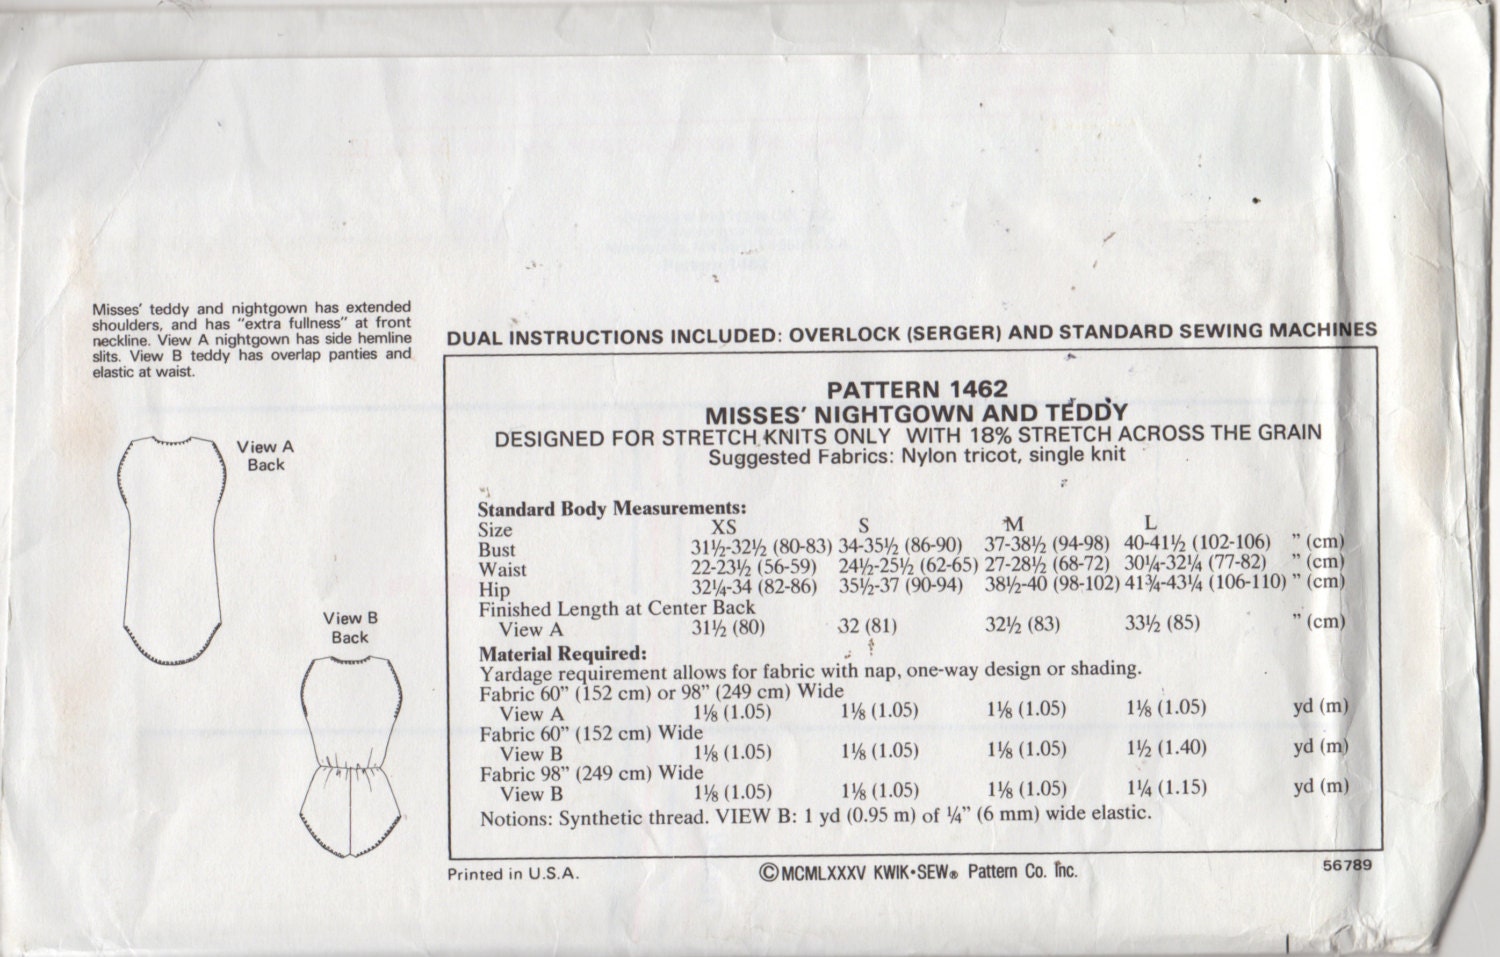 Misses' teddy and nightgown has extended
shoulders, and has "extra fullness" at front
neckline. View A nightgown has side hemline
slits. View B teddy has overlap panties and
elastic at waist.
View A
Back
View B
Back
DUAL INSTRUCTIONS INCLUDED: OVERLOCK (SERGER) AND STANDARD SEWING MACHINES
PATTERN 1462
MISSES' NIGHTGOWN AND TEDDY
DESIGNED FOR STRETCH KNITS ONLY WITH 18% STRETCH ACROSS THE GRAIN
Suggested Fabrics: Nylon tricot, single knit
Standard Body Measurements:
Size XS S M L
Bust 31½-32½ (80-83) 34-35½ (86-90) 37-38½ (94-98) 40-41½ (102-106) " (cm)
Waist 22-23½ (56-59) 24½-25½ (62-65) 27-28½ (68-72) 30¼-32¼ (77-82) " (cm)
Hip 32¼-34 (82-86) 35½-37 (90-94) 38½-40 (98-102) 41¾-43¼ (106-110) " (cm)
Finished Length at Center Back
View A 31½ (80) 32 (81) 32½ (83) 33½ (85) " (cm)
Material Required:
Yardage requirement allows for fabric with nap, one-way design or shading.
Fabric 60" (152 cm) or 98" (249 cm) Wide
View A 1⅛ (1.05) 1⅛ (1.05) 1⅛ (1.05) 1⅛ (1.05) yd (m)
Fabric 60" (152 cm) Wide
View B 1⅛ (1.05) 1⅛ (1.05) 1⅛ (1.05) 1½ (1.40) yd (m)
Fabric 98" (249 cm) Wide
View B 1⅛ (1.05) 1⅛ (1.05) 1⅛ (1.05) 1¼ (1.15) yd (m)
Notions: Synthetic thread. VIEW B: 1 yd (0.95 m) of ¼" (6 mm) wide elastic.
Printed in U.S.A.
©MCMLXXXV KWIK•SEW® Pattern Co. Inc.
56789